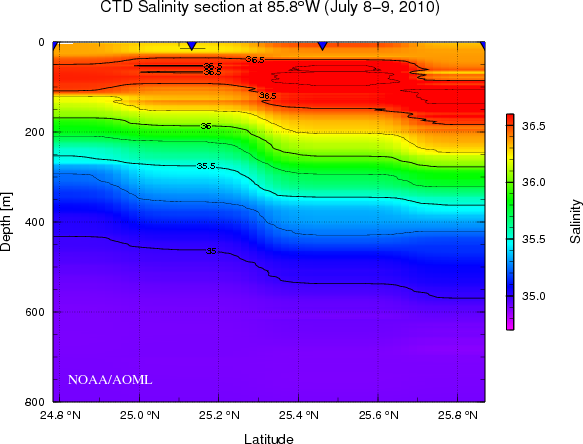 CTD Salinity section at 85.8°W (July 8−9, 2010)
0
200
400
600
800
Depth [m]
36.5
36.5
36.5
36.5
36
35.5
35
NOAA/AOML
24.8 °N 25.0 °N 25.2 °N 25.4 °N 25.6 °N 25.8 °N
Latitude
36.5
36.0
35.5
35.0
Salinity